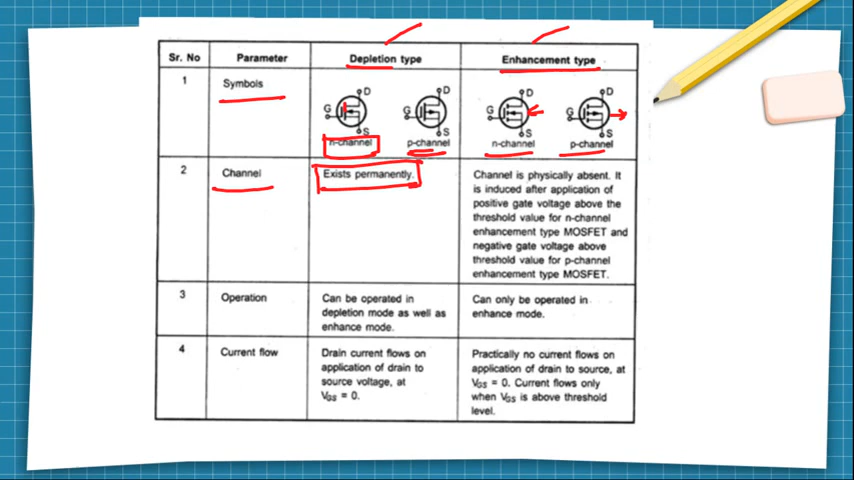 Sr. No Parameter Depletion type Enhancement type
1 Symbols
D D D D
G G G G
S S S S
n-channel p-channel n-channel p-channel
2 Channel Exists permanently.
Channel is physically absent. It
is induced after application of
positive gate voltage above the
threshold value for n-channel
enhancement type MOSFET and
negative gate voltage above
threshold value for p-channel
enhancement type MOSFET.
3 Operation
Can be operated in
depletion mode as well as
enhance mode.
Can only be operated in
enhance mode.
4 Current flow
Drain current flows on
application of drain to
source voltage, at
VGS = 0.
Practically no current flows on
application of drain to source, at
VGS = 0. Current flows only
when VGS is above threshold
level.